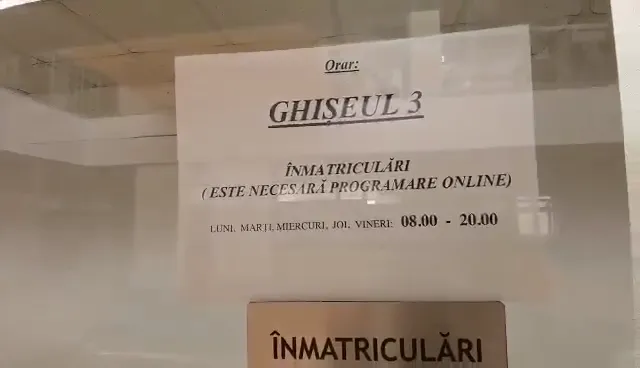 Orar:
GHIȘEUL 3
ÎNMATRICULĂRI
( ESTE NECESARĂ PROGRAMARE ONLINE)
LUNI, MARȚI, MIERCURI, JOI, VINERI: 08.00 - 20.00
ÎNMATRICULĂRI